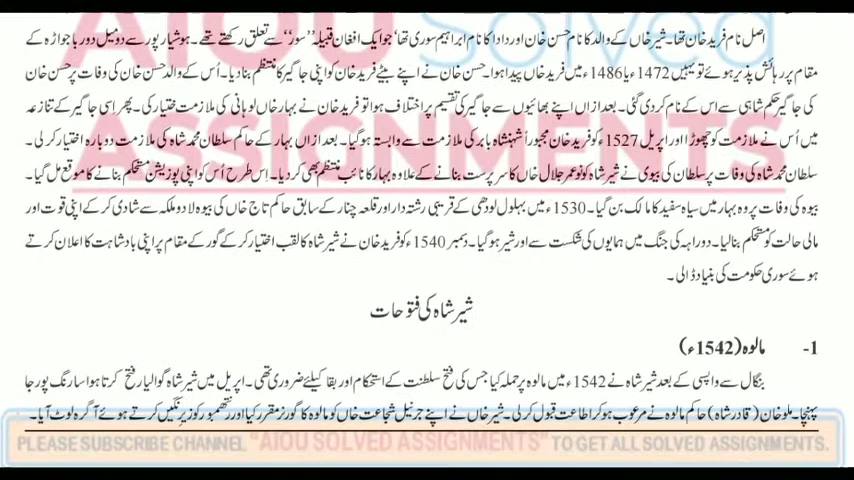 AIOU Solved
اصل نام فرید خان تھا۔ شیر خاں کے والد کا نام حسن خان اور دادا کا نام ابراہیم سوری تھا' جو ایک افغان قبیلہ "سور" سے تعلق رکھتے تھے۔ ہوشیار پور سے دو میل دور باجواڑہ کے
مقام پر رہائش پذیر ہوئے تو یہیں 1472ء یا 1486ء میں فرید خاں پیدا ہوا۔ حسن خان نے اپنے بیٹے فرید خان کو اپنی جاگیر کا منتظم بنا دیا۔ اُس کے والد حسن خان کی وفات پر حسن خان
کی جاگیر حکم شاہی سے اس کے نام کر دی گئی۔ بعد ازاں اپنے بھائیوں سے جاگیر کی تقسیم پر اختلاف ہوا تو فرید خان نے بہار خاں لوہانی کی ملازمت اختیار کی۔ پھر اسی جاگیر کے تنازعہ
میں اُس نے ملازمت کو چھوڑا اور اپریل 1527ء کو فرید خان مجبوراً شہنشاہ بابر کی ملازمت سے وابستہ ہو گیا۔ بعد ازاں بہار کے حاکم سلطان محمد شاہ کی ملازمت دوبارہ اختیار کر لی۔
ASSIGNMENTS
سلطان محمد شاہ کی وفات پر سلطان کی بیوی نے شیر شاہ کو نو عمر جلال خاں کا سرپرست بنانے کے علاوہ بہار کا نائب منتظم بھی کر دیا۔ اِس طرح اُس کو اپنی پوزیشن مستحکم بنانے کا موقع مل گیا۔
بیوہ کی وفات پر وہ بہار میں سیاہ سفید کا مالک بن گیا۔ 1530ء میں بہلول لودھی کے قریبی رشتہ دار اور قلعہ چنار کے سابق حاکم تاج خاں کی بیوہ لاڈو ملکہ سے شادی کر کے اپنی قوت اور
مالی حالت کو مستحکم بنا لیا۔ دوراہہ کی جنگ میں ہمایوں کی شکست سے اور شیر ہو گیا۔ دسمبر 1540ء کو فرید خان نے شیر شاہ کا لقب اختیار کر کے گور کے مقام پر اپنی بادشاہت کا اعلان کرتے
ہوئے سوری حکومت کی بنیاد ڈالی۔
شیر شاہ کی فتوحات
1- مالوہ (1542ء)
بنگال سے واپسی کے بعد شیر شاہ نے 1542ء میں مالوہ پر حملہ کیا جس کی فتح سلطنت کے استحکام اور بقا کیلئے ضروری تھی۔ اپریل میں شیر شاہ گوالیار فتح کرتا ہوا سارنگ پور جا
پہنچا۔ ملو خان (قادر شاہ) حاکم مالوہ نے مرعوب ہو کر اطاعت قبول کر لی۔ شیر خاں نے اپنے جرنیل شجاعت خاں کو مالوہ کا گورنر مقرر کیا اور رنتھمبور کو زیر نگیں کرتے ہوئے آگرہ لوٹ آیا۔
PLEASE SUBSCRIBE CHANNEL "AIOU SOLVED ASSIGNMENTS" TO GET ALL SOLVED ASSIGNMENTS.